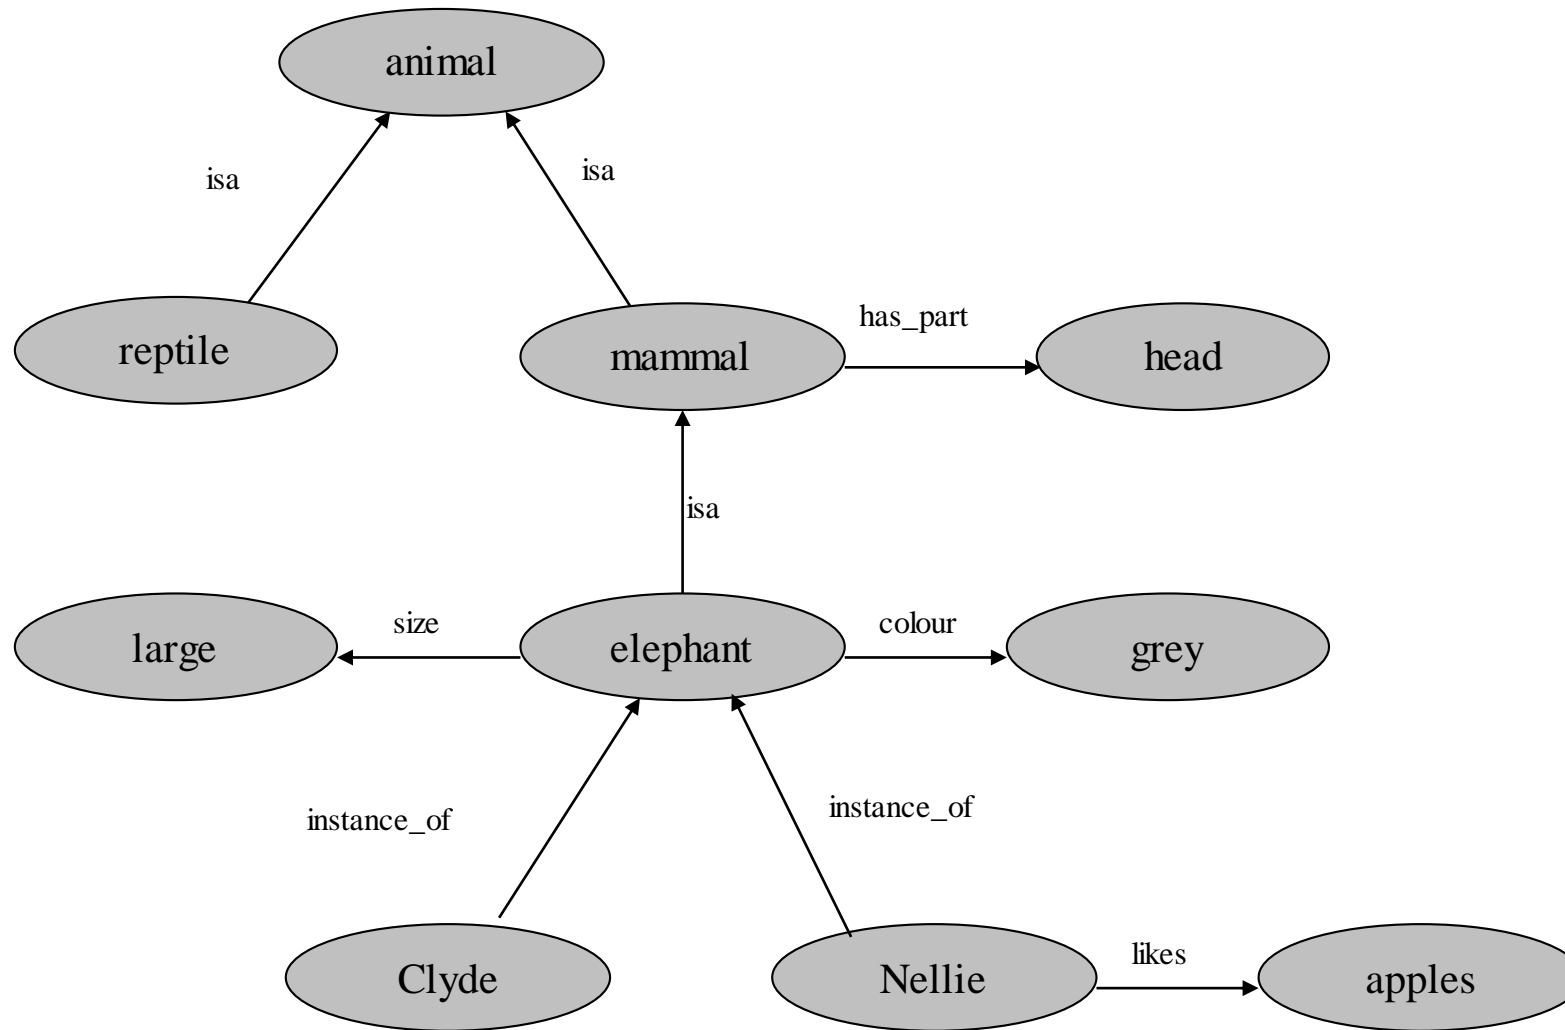 animal
isa
isa
reptile
mammal
has_part
head
isa
large
size
elephant
colour
grey
instance_of
instance_of
Clyde
Nellie
likes
apples